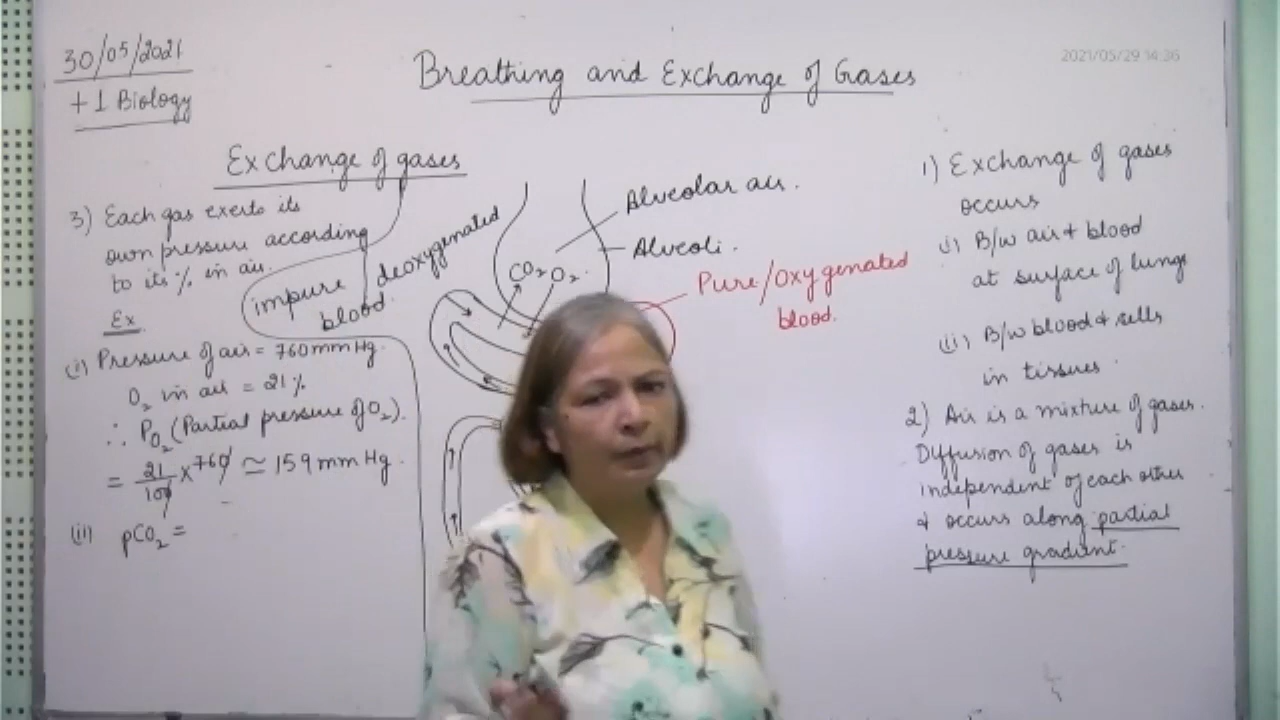 30/05/2021
+1 Biology
Breathing and Exchange of Gases
2021/05/29 14:36
Exchange of gases
3) Each gas exerts its
own pressure according
to its % in air.
Ex.
(i) Pressure of air = 760 mm Hg.
O2 in air = 21%
∴ PO2 (Partial pressure of O2).
= 21/100 x 760 ≃ 159 mm Hg.
(ii) pCO2 =
impure deoxygenated
blood.
CO2 O2.
Alveolar air.
Alveoli.
Pure/Oxygenated
blood.
1) Exchange of gases
occurs
(i) B/w air & blood
at surface of lungs
(ii) B/w blood & sells
in tissues.
2) Air is a mixture of gases.
Diffusion of gases is
independent of each other
& occurs along partial
pressure gradient.